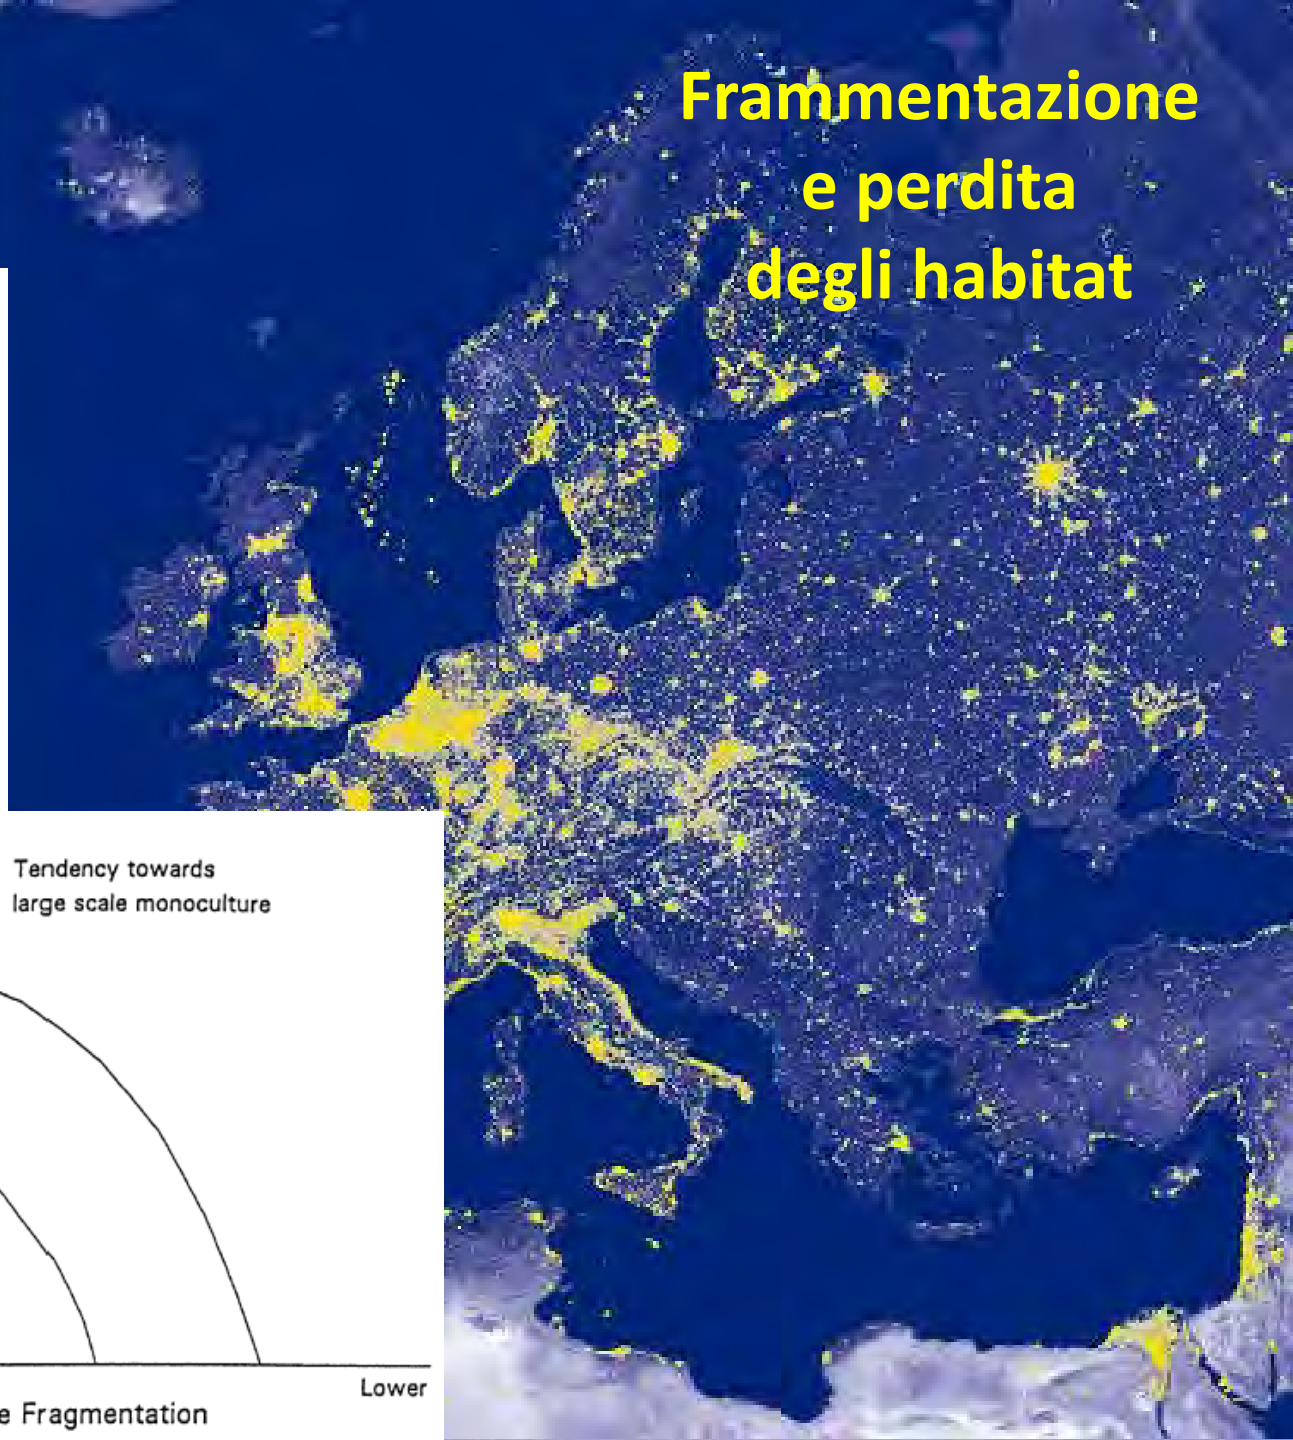 Frammentazione
e perdita
degli habitat
Tendency towards
large scale monoculture
Lower
e Fragmentation